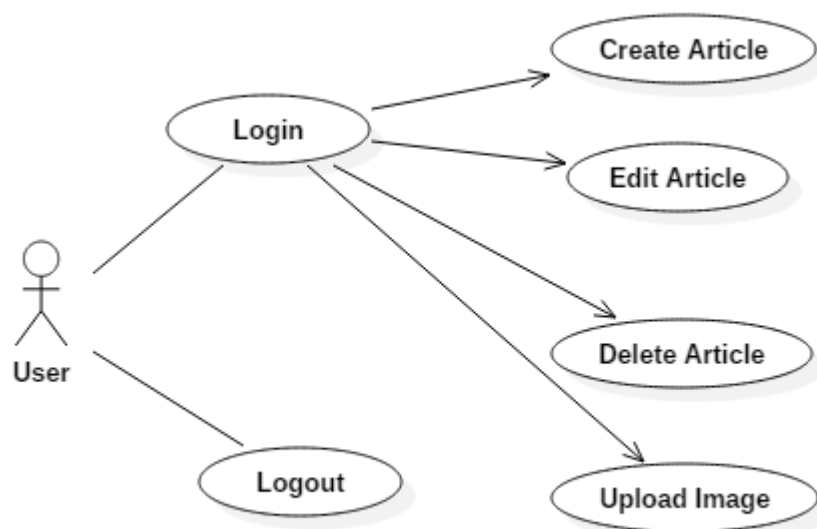 Create Article
Login
Edit Article
Delete Article
User
Logout
Upload Image